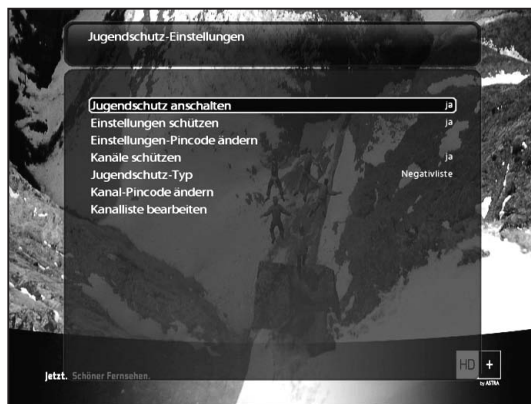 Jugendschutz-Einstellungen
Jugendschutz anschalten ja
Einstellungen schützen ja
Einstellungen-Pincode ändern
Kanäle schützen ja
Jugendschutz-Typ Negativliste
Kanal-Pincode ändern
Kanalliste bearbeiten
Jetzt. Schöner Fernsehen.
HD +
by ASTRA